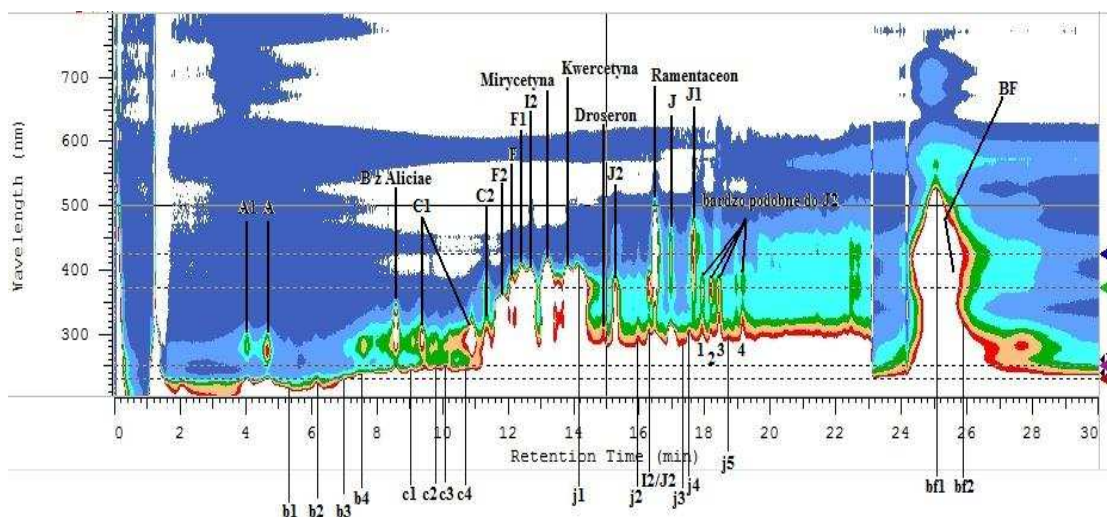 Mirycetyna
Kwercetyna
Ramentaceon
I2
J
J1
F1
Droseron
BF
F
F2
J2
B z Aliciae
C1
C2
bardzo podobne do J2
A1
A
1
2
3
4
Wavelength (nm)
700
600
500
400
300
0 2 4 6 8 10 12 14 16 18 20 22 24 26 28 30
Retention Time (min)
b1
b2
b3
b4
c1
c2
c3
c4
j1
j2
I2/J2
j3
j4
j5
bf1
bf2